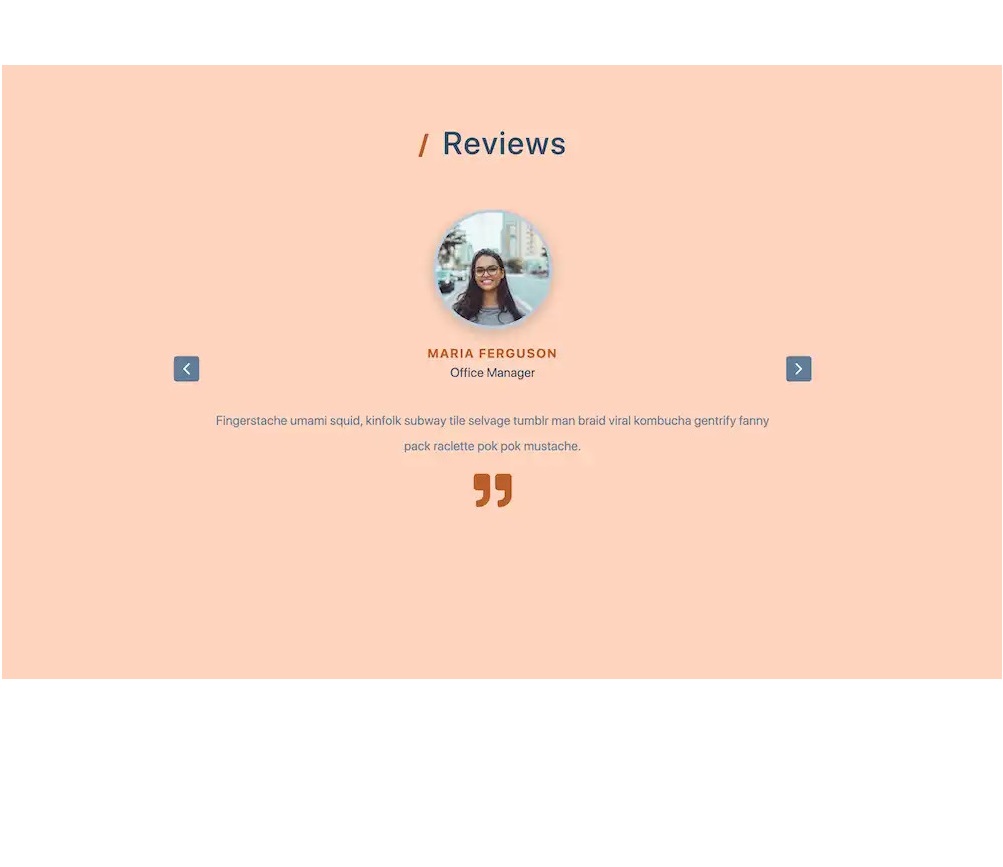 / Reviews
MARIA FERGUSON
Office Manager
Fingerstache umami squid, kinfolk subway tile selvage tumblr man braid viral kombucha gentrify fanny
pack raclette pok pok mustache.
”